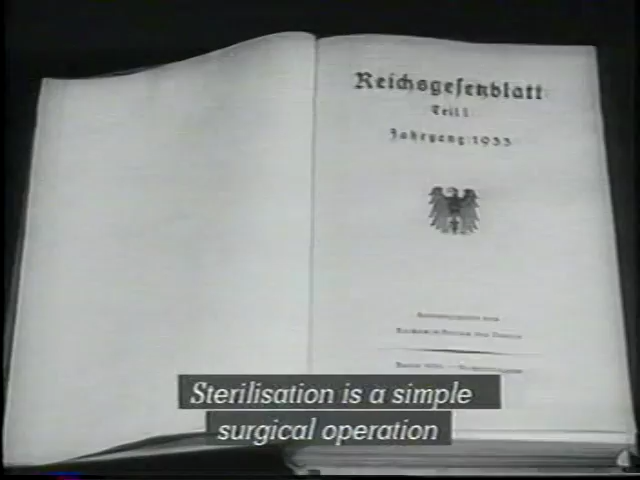 Reichsgesetzblatt
Teil I
Jahrgang 1933
Sterilisation is a simple
surgical operation